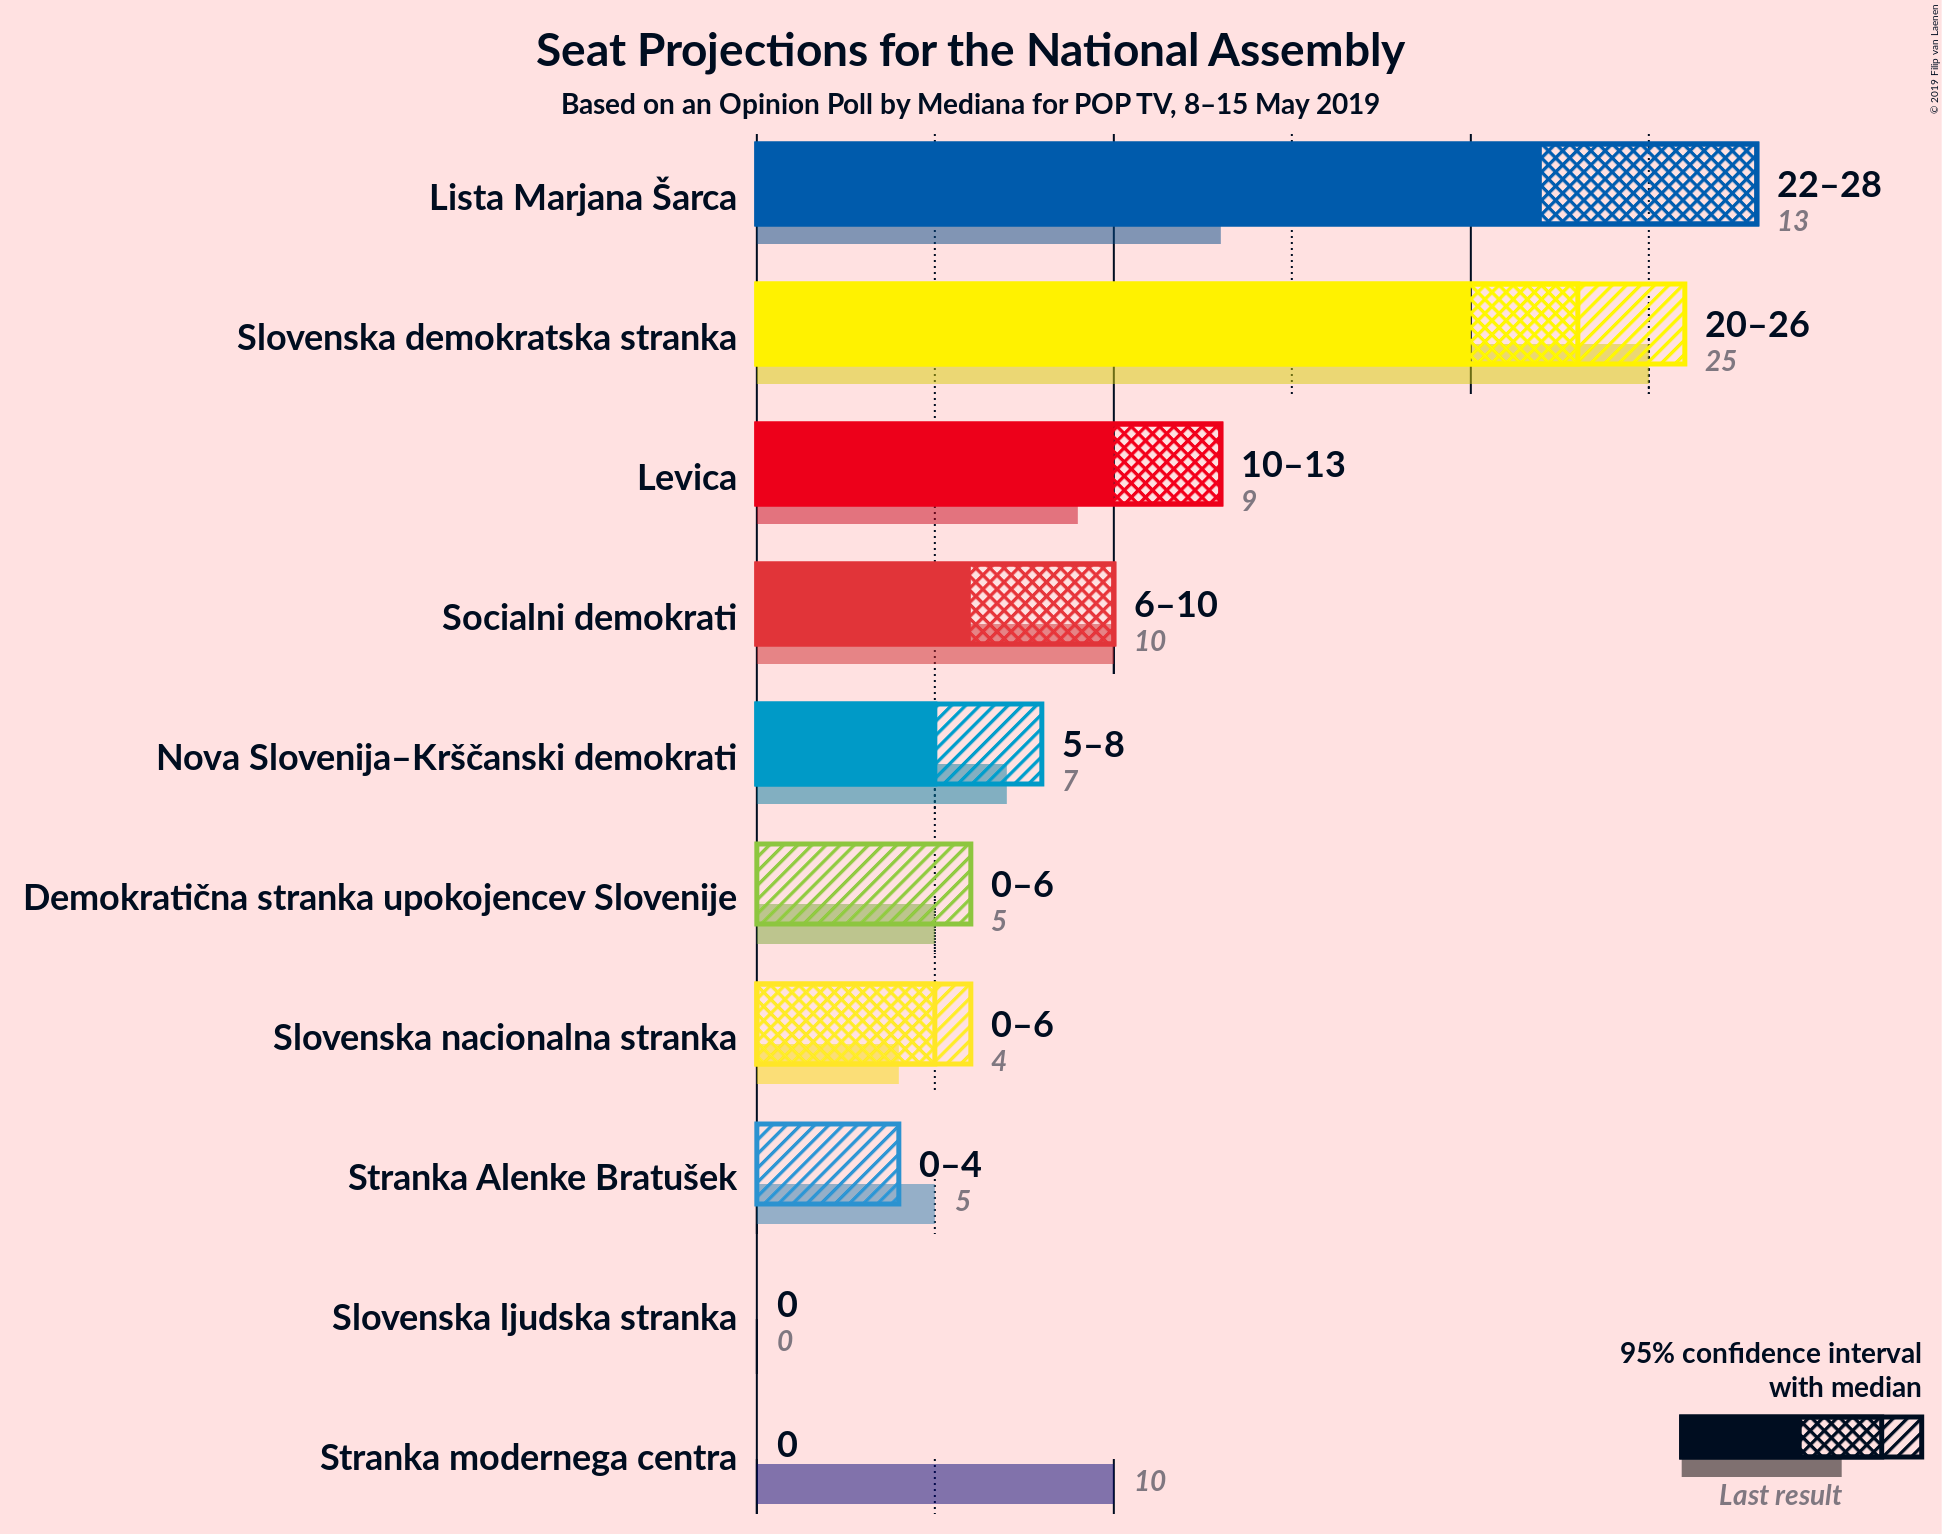 Seat Projections for the National Assembly
Based on an Opinion Poll by Mediana for POP TV, 8–15 May 2019
© 2019 Filip van Laenen
Lista Marjana Šarca
22–28
13
Slovenska demokratska stranka
20–26
25
Levica
10–13
9
Socialni demokrati
6–10
10
Nova Slovenija–Krščanski demokrati
5–8
7
Demokratična stranka upokojencev Slovenije
0–6
5
Slovenska nacionalna stranka
0–6
4
Stranka Alenke Bratušek
0–4
5
Slovenska ljudska stranka
0
0
Stranka modernega centra
0
10
95% confidence interval
with median
Last result